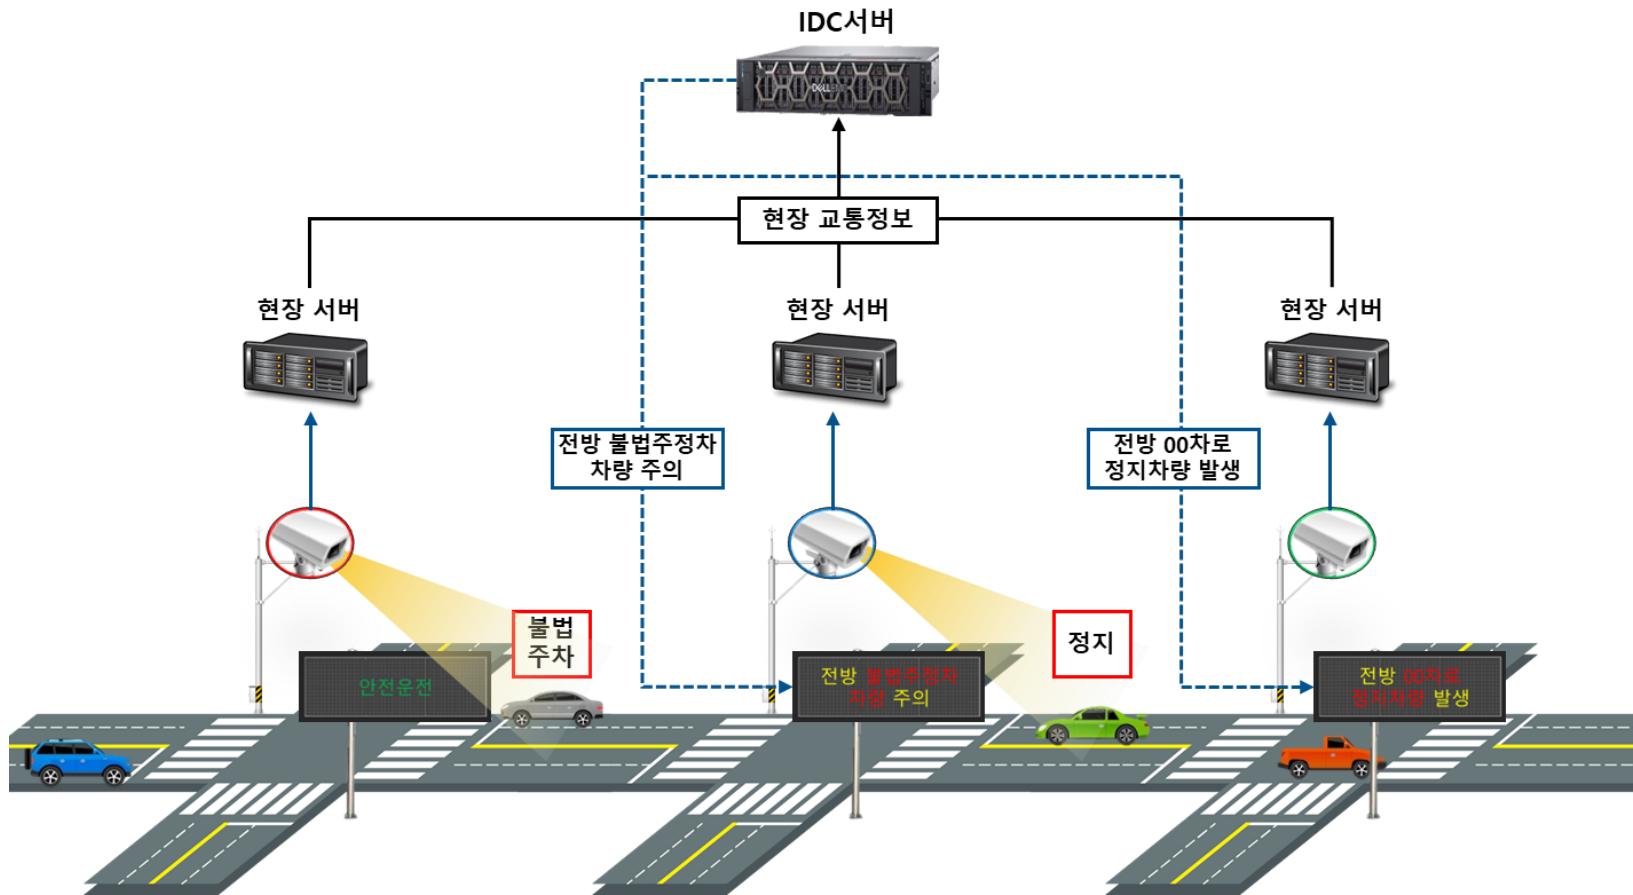 IDC서버
DELL EMC
현장 교통정보
현장 서버
현장 서버
현장 서버
전방 불법주정차
차량 주의
전방 00차로
정지차량 발생
불법
주차
정지
안전운전
전방 불법주정차
차량 주의
전방 00차로
정지차량 발생